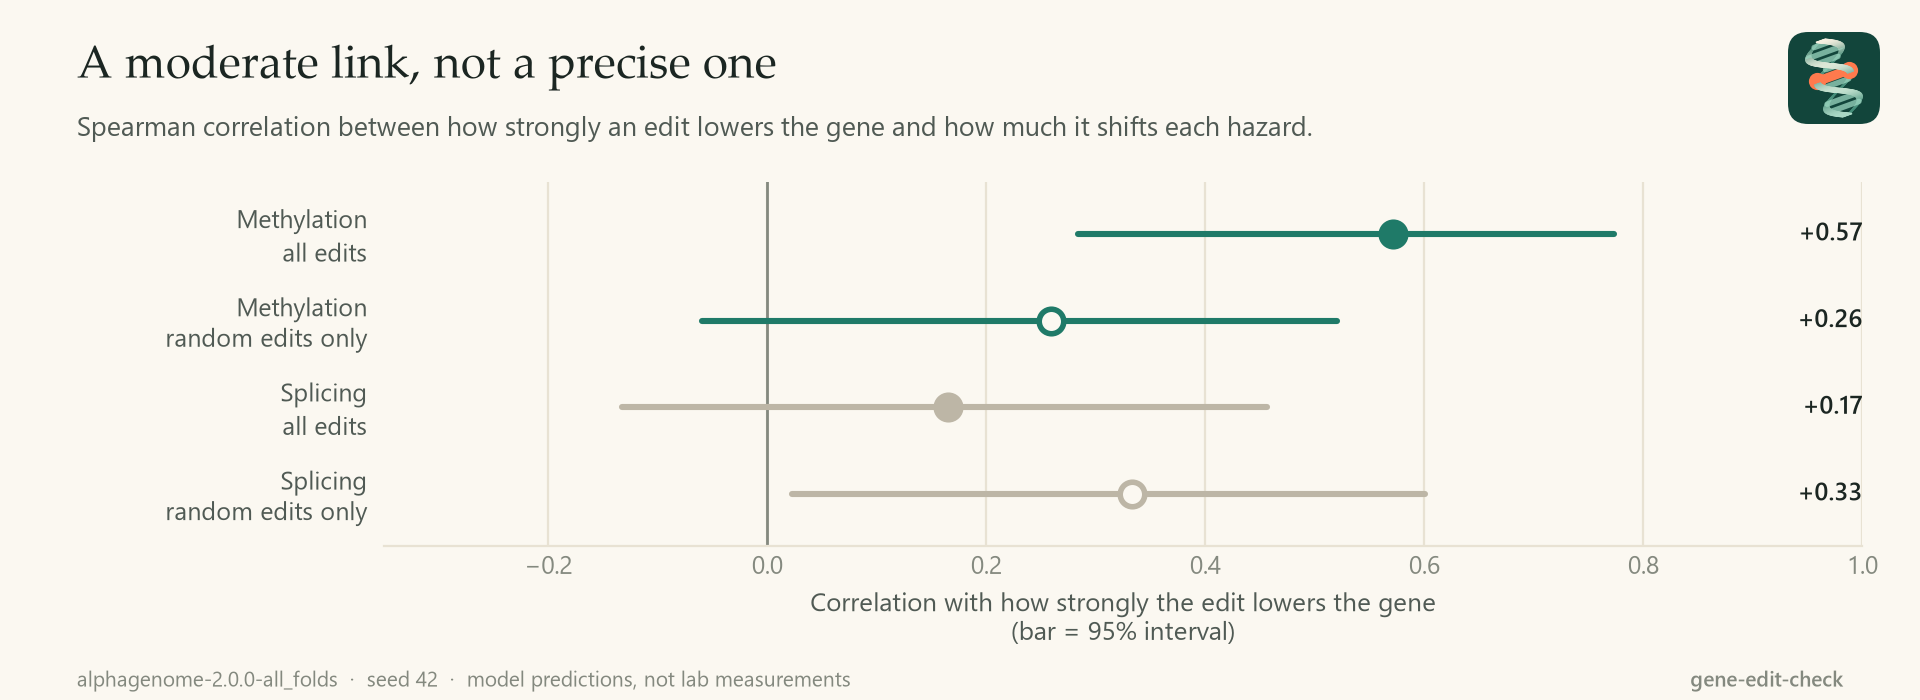 A moderate link, not a precise one
Spearman correlation between how strongly an edit lowers the gene and how much it shifts each hazard.
Methylation
all edits
+0.57
Methylation
random edits only
+0.26
Splicing
all edits
+0.17
Splicing
random edits only
+0.33
−0.2 0.0 0.2 0.4 0.6 0.8 1.0
Correlation with how strongly the edit lowers the gene
(bar = 95% interval)
alphagenome-2.0.0-all_folds · seed 42 · model predictions, not lab measurements
gene-edit-check